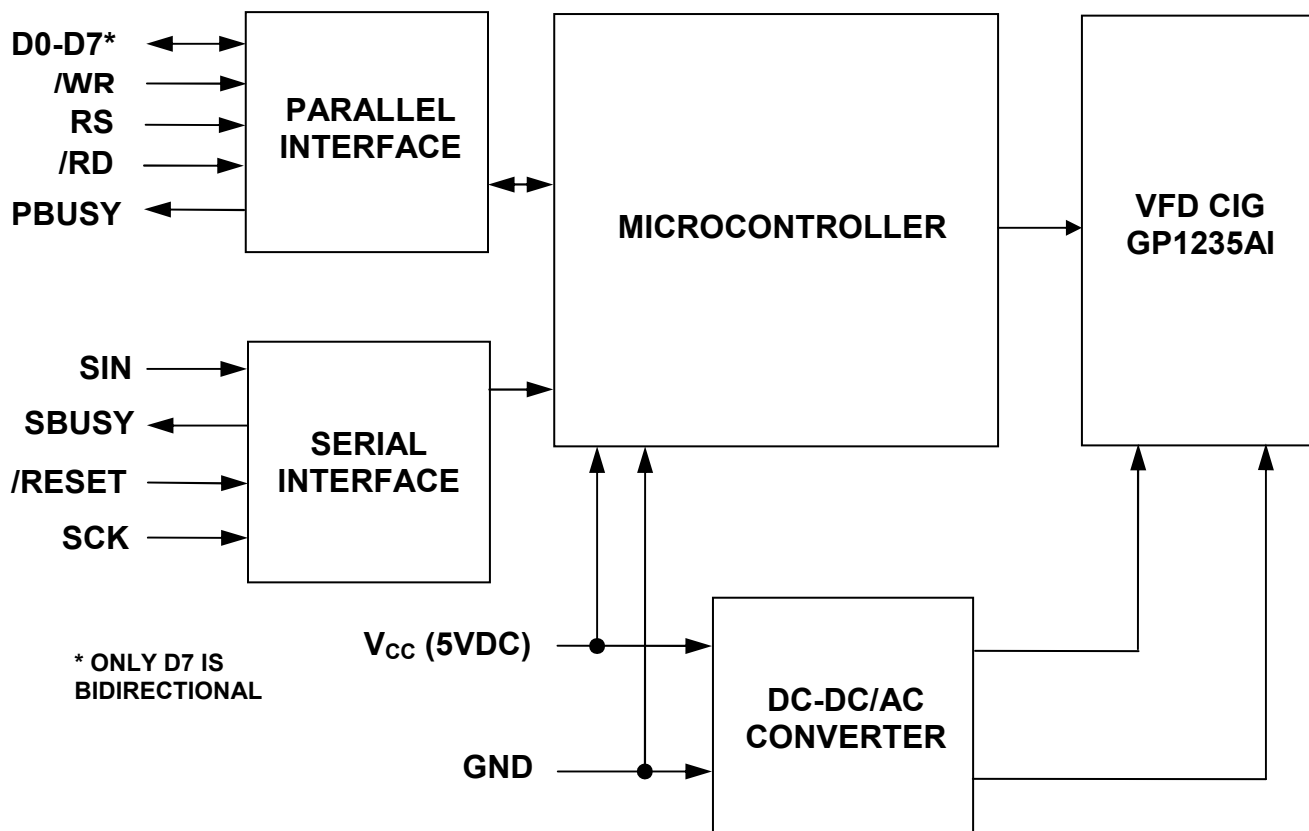 D0-D7*
/WR
RS
/RD
PBUSY
PARALLEL
INTERFACE
MICROCONTROLLER
VFD CIG
GP1235AI
SIN
SBUSY
/RESET
SCK
SERIAL
INTERFACE
VCC (5VDC)
GND
* ONLY D7 IS
BIDIRECTIONAL
DC-DC/AC
CONVERTER